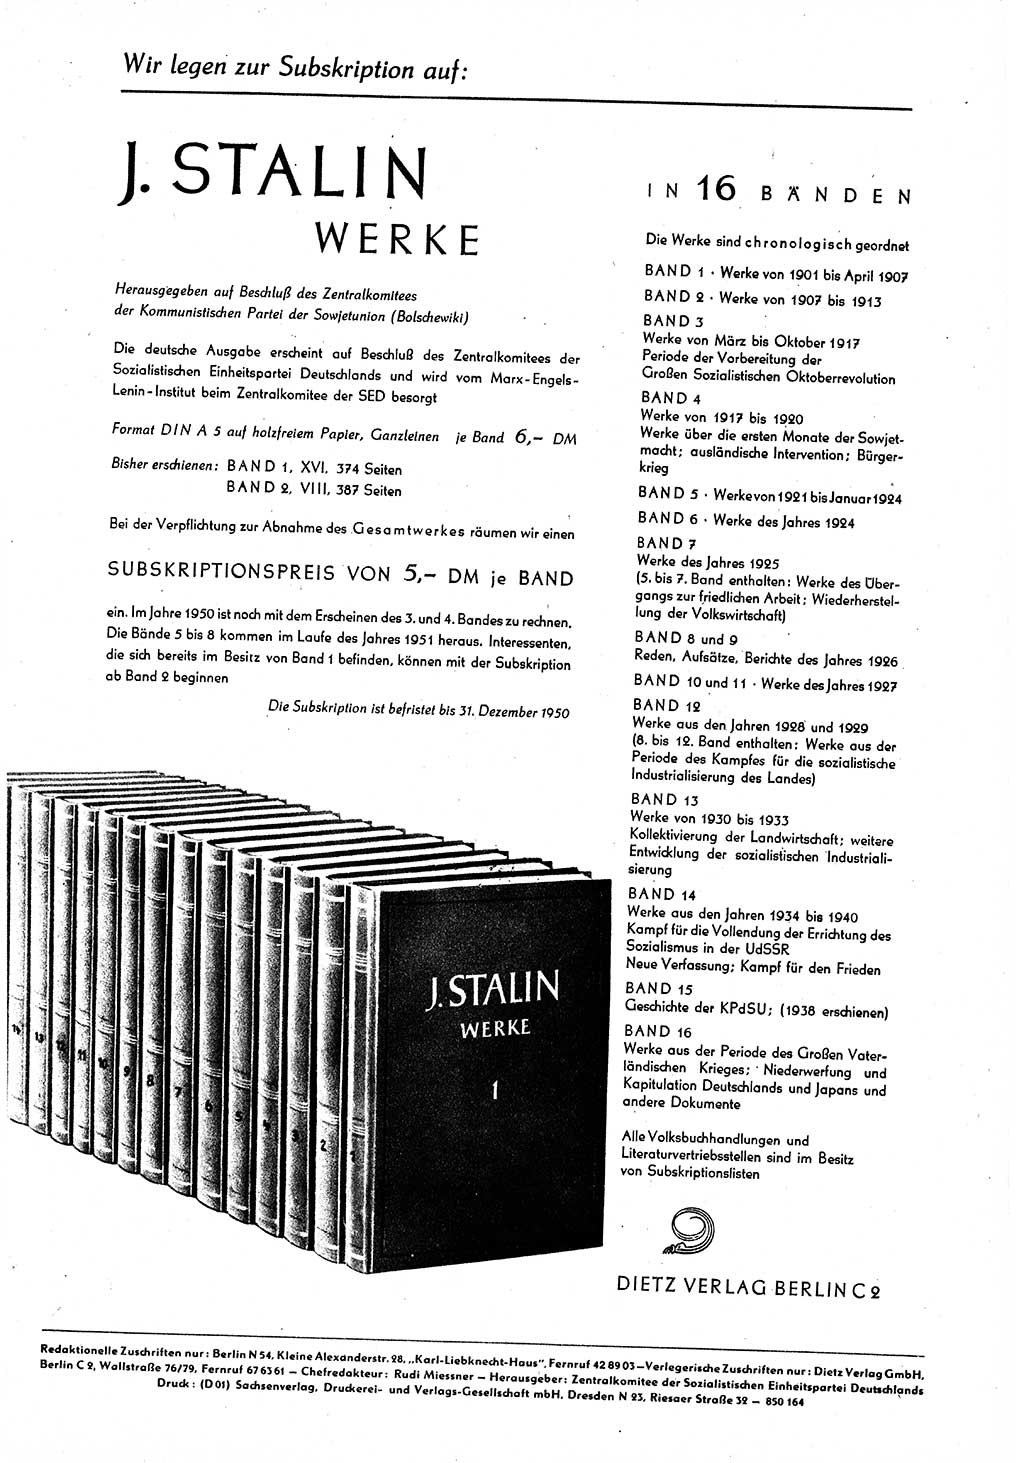 Wir legen zur Subskription auf:
J. STALIN
WERKE
Herausgegeben auf Beschluß des Zentralkomitees
der Kommunistischen Partei der Sowjetunion (Bolschewiki)
Die deutsche Ausgabe erscheint auf Beschluß des Zentralkomitees der
Sozialistischen Einheitspartei Deutschlands und wird vom Marx-Engels-
Lenin-Institut beim Zentralkomitee der SED besorgt
Format DIN A 5 auf holzfreiem Papier, Ganzleinen je Band 6,– DM
Bisher erschienen: BAND 1, XVI, 374 Seiten
BAND 2, VIII, 387 Seiten
Bei der Verpflichtung zur Abnahme des Gesamtwerkes räumen wir einen
SUBSKRIPTIONSPREIS VON 5,– DM je BAND
ein. Im Jahre 1950 ist noch mit dem Erscheinen des 3. und 4. Bandes zu rechnen.
Die Bände 5 bis 8 kommen im Laufe des Jahres 1951 heraus. Interessenten,
die sich bereits im Besitz von Band 1 befinden, können mit der Subskription
ab Band 2 beginnen
Die Subskription ist befristet bis 31. Dezember 1950
IN 16 BÄNDEN
Die Werke sind chronologisch geordnet
BAND 1 · Werke von 1901 bis April 1907
BAND 2 · Werke von 1907 bis 1913
BAND 3
Werke von März bis Oktober 1917
Periode der Vorbereitung der
Großen Sozialistischen Oktoberrevolution
BAND 4
Werke von 1917 bis 1920
Werke über die ersten Monate der Sowjet-
macht; ausländische Intervention; Bürger-
krieg
BAND 5 · Werke von 1921 bis Januar 1924
BAND 6 · Werke des Jahres 1924
BAND 7
Werke des Jahres 1925
(5. bis 7. Band enthalten: Werke des Über-
gangs zur friedlichen Arbeit; Wiederherstel-
lung der Volkswirtschaft)
BAND 8 und 9
Reden, Aufsätze, Berichte des Jahres 1926
BAND 10 und 11 · Werke des Jahres 1927
BAND 12
Werke aus den Jahren 1928 und 1929
(8. bis 12. Band enthalten: Werke aus der
Periode des Kampfes für die sozialistische
Industrialisierung des Landes)
BAND 13
Werke von 1930 bis 1933
Kollektivierung der Landwirtschaft; weitere
Entwicklung der sozialistischen Industriali-
sierung
BAND 14
Werke aus den Jahren 1934 bis 1940
Kampf für die Vollendung der Errichtung des
Sozialismus in der UdSSR
Neue Verfassung; Kampf für den Frieden
BAND 15
Geschichte der KPdSU; (1938 erschienen)
BAND 16
Werke aus der Periode des Großen Vater-
ländischen Krieges; Niederwerfung und
Kapitulation Deutschlands und Japans und
andere Dokumente
Alle Volksbuchhandlungen und
Literaturvertriebsstellen sind im Besitz
von Subskriptionslisten
14 13 12 11 10 9 8 7 6 5 4 3 2
J. STALIN
WERKE
1
DIETZ VERLAG BERLIN C 2
Redaktionelle Zuschriften nur: Berlin N 54, Kleine Alexanderstr. 28, „Karl-Liebknecht-Haus", Fernruf 42 89 03 – Verlegerische Zuschriften nur: Dietz Verlag GmbH,
Berlin C 2, Wallstraße 76/79, Fernruf 67 63 61 – Chefredakteur: Rudi Miessner – Herausgeber: Zentralkomitee der Sozialistischen Einheitspartei Deutschlands
Druck: (D 01) Sachsenverlag, Druckerei- und Verlags-Gesellschaft mbH, Dresden N 23, Riesaer Straße 32 – 850 164